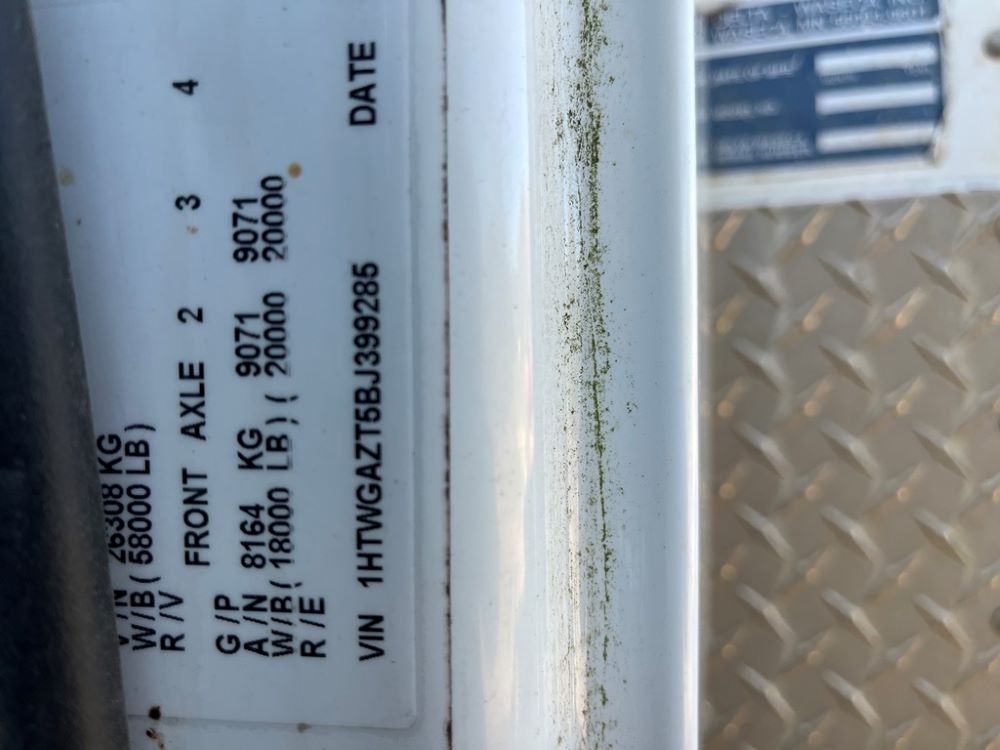 26308 KG
W/B ( 58000 LB )
R /V
FRONT AXLE 2 3 4
G /P
A /N 8164 KG 9071 9071
W/B ( 18000 LB ) ( 20000 20000
R /E
VIN 1HTWGAZT5BJ399285 DATE